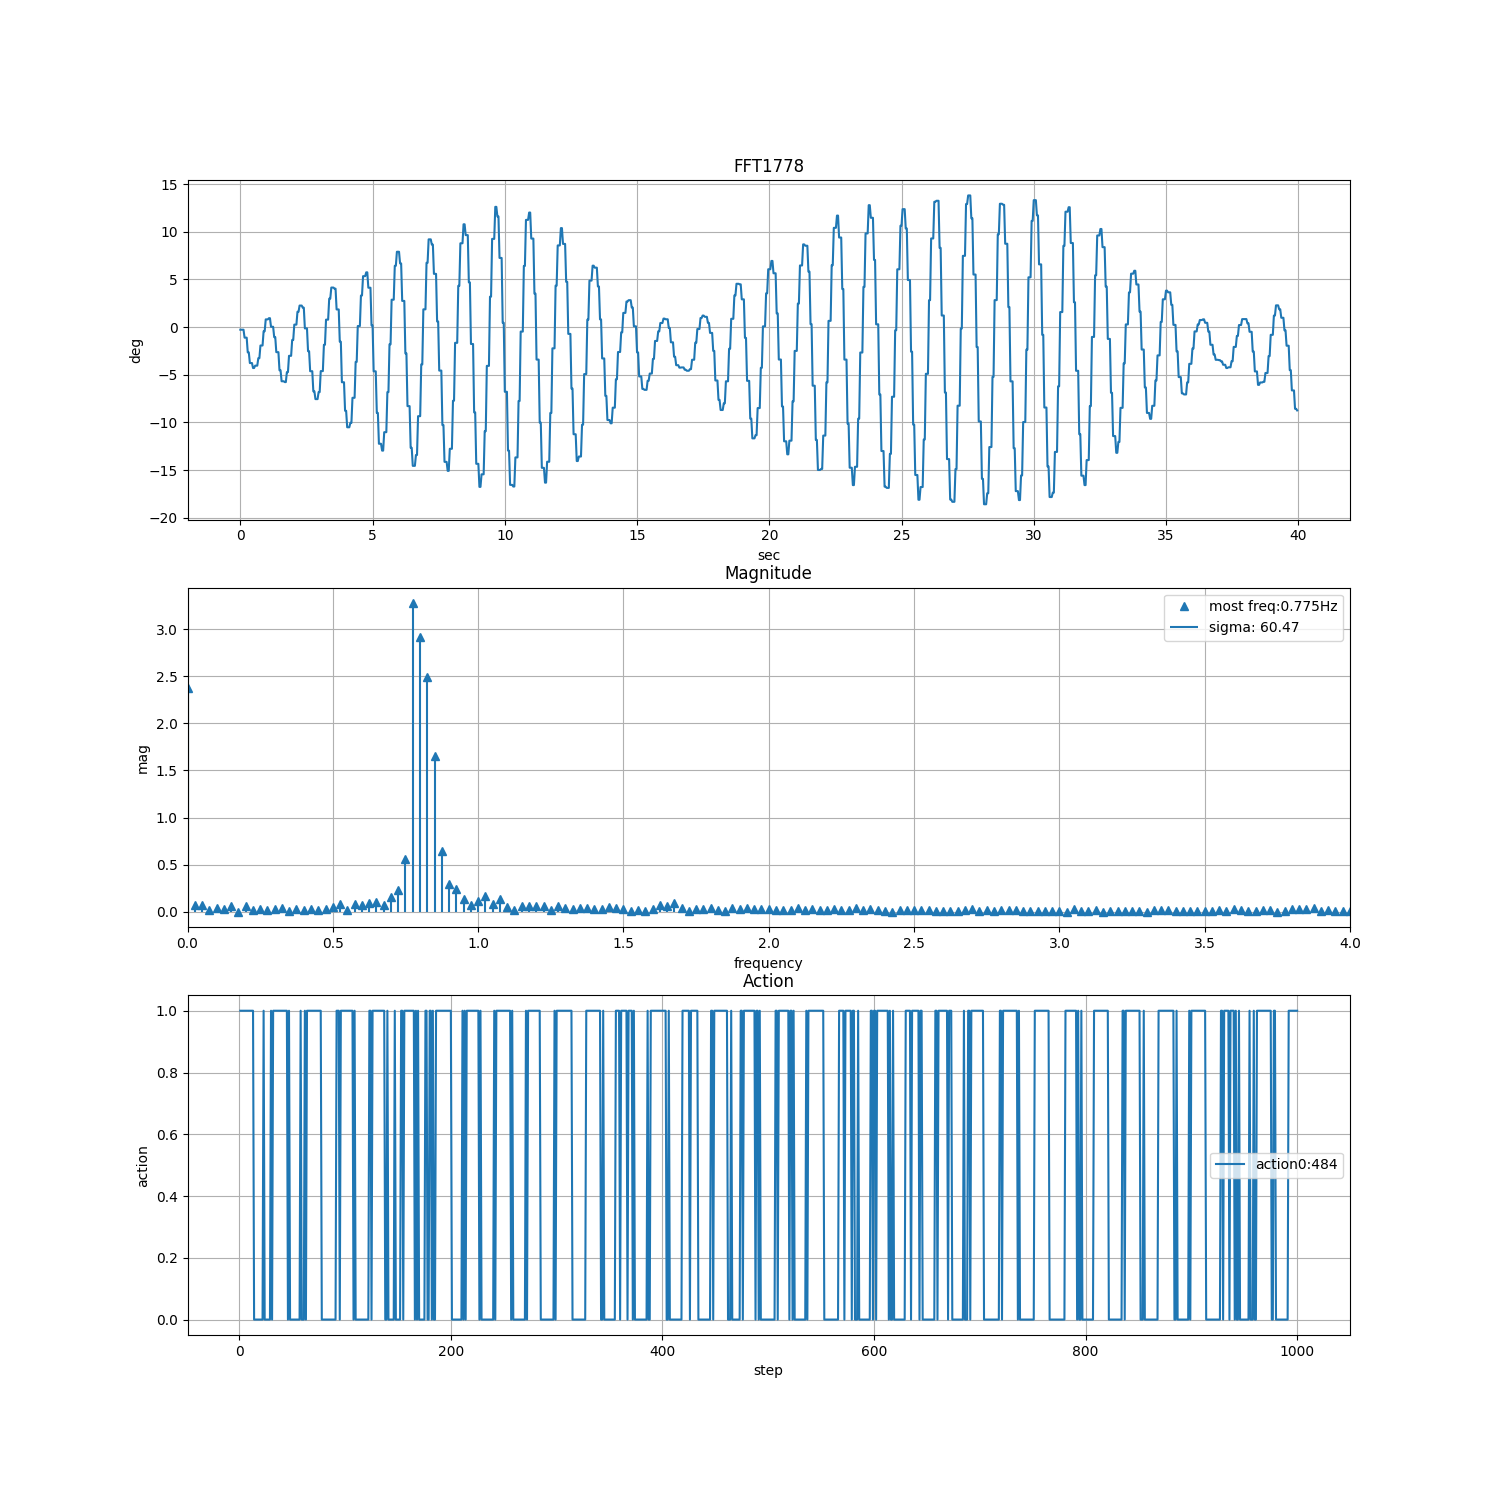 FFT1778
15
10
5
0
−5
−10
−15
−20
deg
0 5 10 15 20 25 30 35 40
sec
Magnitude
most freq:0.775Hz
sigma: 60.47
3.0
2.5
2.0
1.5
1.0
0.5
0.0
mag
0.0 0.5 1.0 1.5 2.0 2.5 3.0 3.5 4.0
frequency
Action
1.0
0.8
0.6
0.4
0.2
0.0
action
action0:484
0 200 400 600 800 1000
step